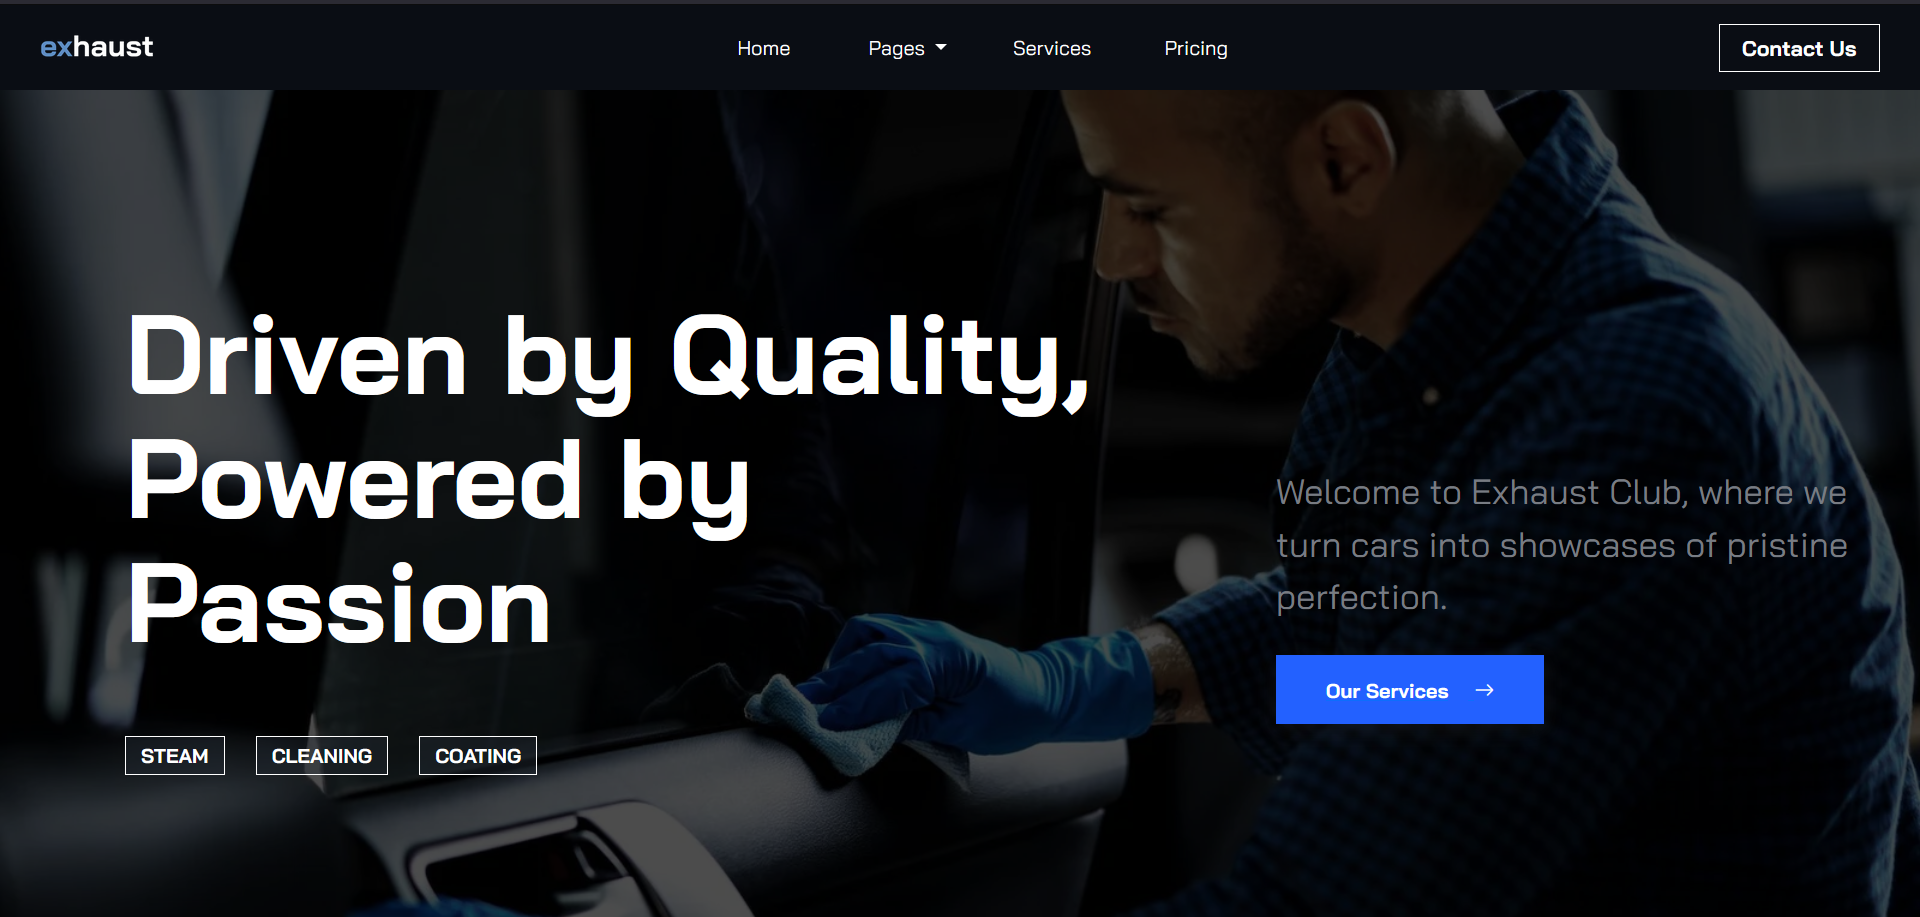 exhaust
Home
Pages
Services
Pricing
Contact Us
Driven by Quality,
Powered by
Passion
Welcome to Exhaust Club, where we
turn cars into showcases of pristine
perfection.
Our Services
STEAM
CLEANING
COATING